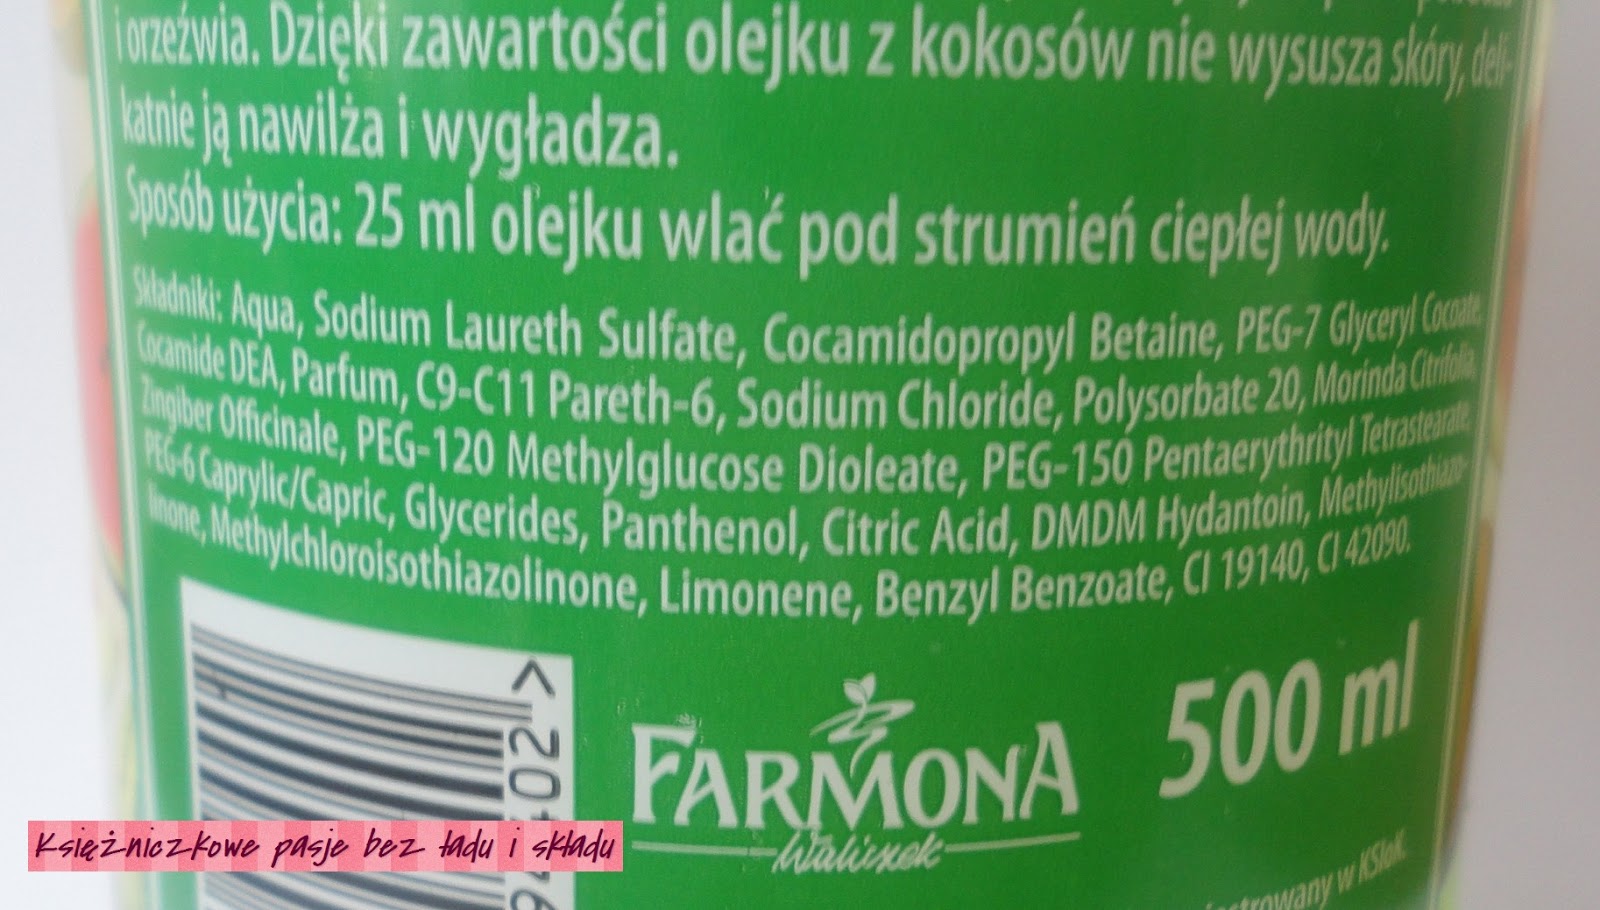 i orzeźwia. Dzięki zawartości olejku z kokosów nie wysusza skóry, deli-
katnie ją nawilża i wygładza.
Sposób użycia: 25 ml olejku wlać pod strumień ciepłej wody.
Składniki: Aqua, Sodium Laureth Sulfate, Cocamidopropyl Betaine, PEG-7 Glyceryl Cocoate,
Cocamide DEA, Parfum, C9-C11 Pareth-6, Sodium Chloride, Polysorbate 20, Morinda Citrifolia,
Zingiber Officinale, PEG-120 Methylglucose Dioleate, PEG-150 Pentaerythrityl Tetrastearate,
PEG-6 Caprylic/Capric, Glycerides, Panthenol, Citric Acid, DMDM Hydantoin, Methylisothiazo-
linone, Methylchloroisothiazolinone, Limonene, Benzyl Benzoate, CI 19140, CI 42090.
500 ml
FARMONA
Waliczek
w KSIoK
Księżniczkowe pasje bez ładu i składu